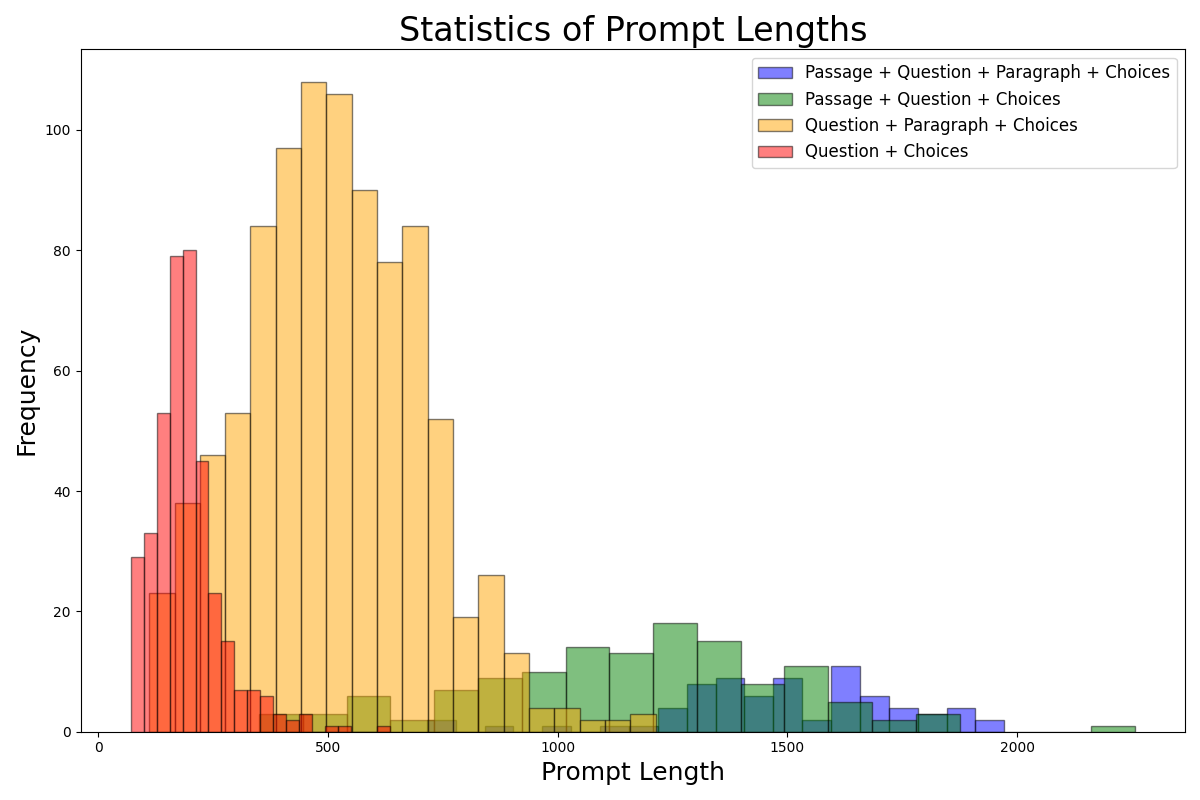 Statistics of Prompt Lengths
Passage + Question + Paragraph + Choices
Passage + Question + Choices
Question + Paragraph + Choices
Question + Choices
Frequency
100
80
60
40
20
0
0 500 1000 1500 2000
Prompt Length